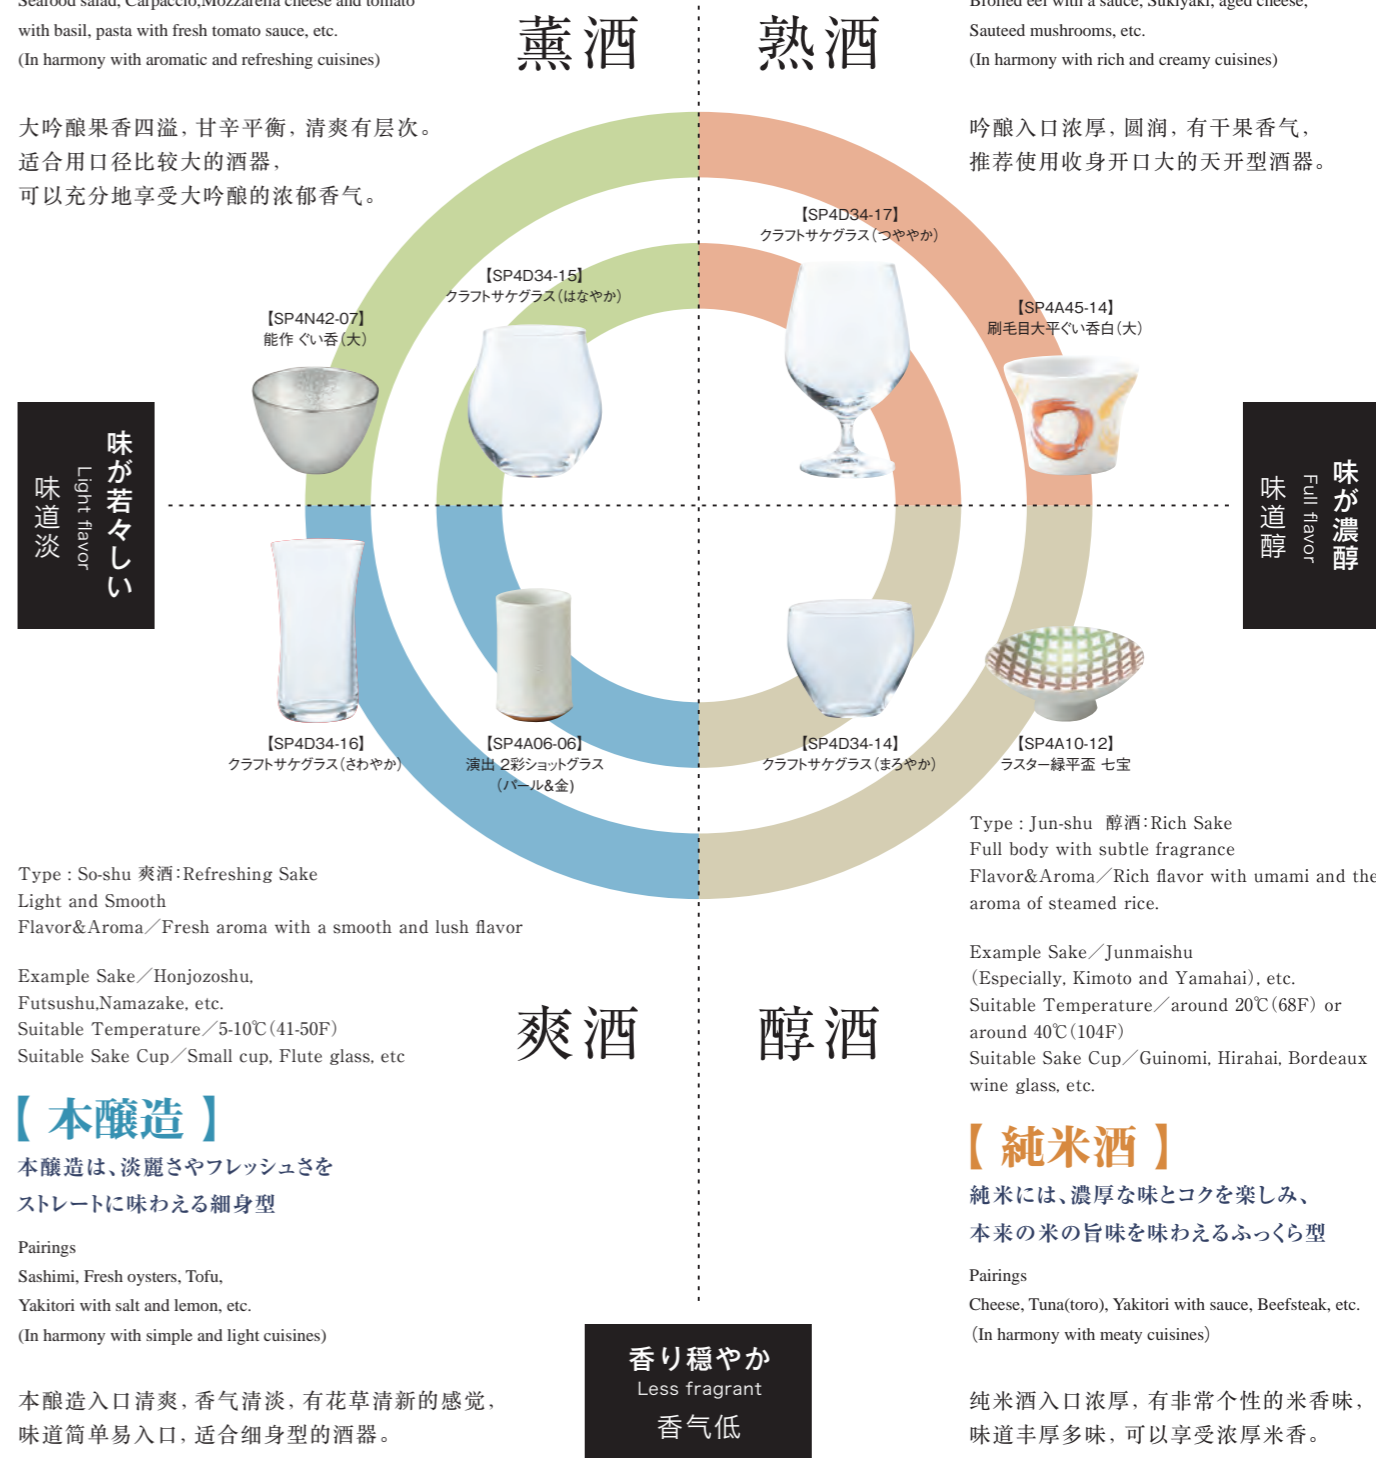 Seafood salad, Carpaccio,Mozzarella cheese and tomato
with basil, pasta with fresh tomato sauce, etc.
(In harmony with aromatic and refreshing cuisines)
大吟酿果香四溢，甘辛平衡，清爽有层次。
适合用口径比较大的酒器，
可以充分地享受大吟酿的浓郁香气。
薫酒
熟酒
Broiled eel with a sauce, Sukiyaki, aged cheese,
Sauteed mushrooms, etc.
(In harmony with rich and creamy cuisines)
吟酿入口浓厚，圆润，有干果香气，
推荐使用收身开口大的天开型酒器。
【SP4D34-17】
クラフトサケグラス（つややか）
【SP4D34-15】
クラフトサケグラス（はなやか）
【SP4N42-07】
能作 ぐい呑（大）
【SP4A45-14】
刷毛目大平ぐい呑白（大）
味が若々しい
Light flavor
味道淡
味が濃醇
Full flavor
味道醇
【SP4D34-16】
クラフトサケグラス（さわやか）
【SP4A06-06】
演出 2彩ショットグラス
（パール&金）
【SP4D34-14】
クラフトサケグラス（まろやか）
【SP4A10-12】
ラスター緑平盃 七宝
Type : So-shu 爽酒：Refreshing Sake
Light and Smooth
Flavor&Aroma／Fresh aroma with a smooth and lush flavor
Example Sake／Honjozoshu,
Futsushu,Namazake, etc.
Suitable Temperature／5-10℃（41-50F）
Suitable Sake Cup／Small cup, Flute glass, etc
爽酒
醇酒
Type : Jun-shu 醇酒：Rich Sake
Full body with subtle fragrance
Flavor&Aroma／Rich flavor with umami and the
aroma of steamed rice.
Example Sake／Junmaishu
（Especially, Kimoto and Yamahai）, etc.
Suitable Temperature／around 20℃（68F） or
around 40℃（104F）
Suitable Sake Cup／Guinomi, Hirahai, Bordeaux
wine glass, etc.
【 本醸造 】
本醸造は、淡麗さやフレッシュさを
ストレートに味わえる細身型
Pairings
Sashimi, Fresh oysters, Tofu,
Yakitori with salt and lemon, etc.
(In harmony with simple and light cuisines)
本酿造入口清爽，香气清淡，有花草清新的感觉，
味道简单易入口，适合细身型的酒器。
【 純米酒 】
純米には、濃厚な味とコクを楽しみ、
本来の米の旨味を味わえるふっくら型
Pairings
Cheese, Tuna(toro), Yakitori with sauce, Beefsteak, etc.
（In harmony with meaty cuisines）
纯米酒入口浓厚，有非常个性的米香味，
味道丰厚多味，可以享受浓厚米香。
香り穏やか
Less fragrant
香气低